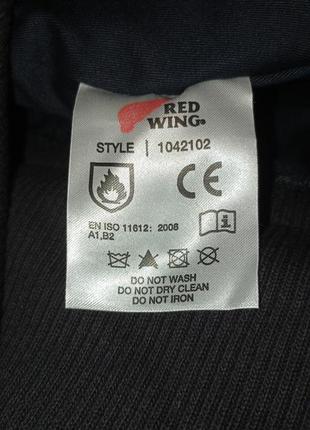 RED
WING®
STYLE | 1042102
CE
EN ISO 11612: 2008
A1,B2
DO NOT WASH
DO NOT DRY CLEAN
DO NOT IRON